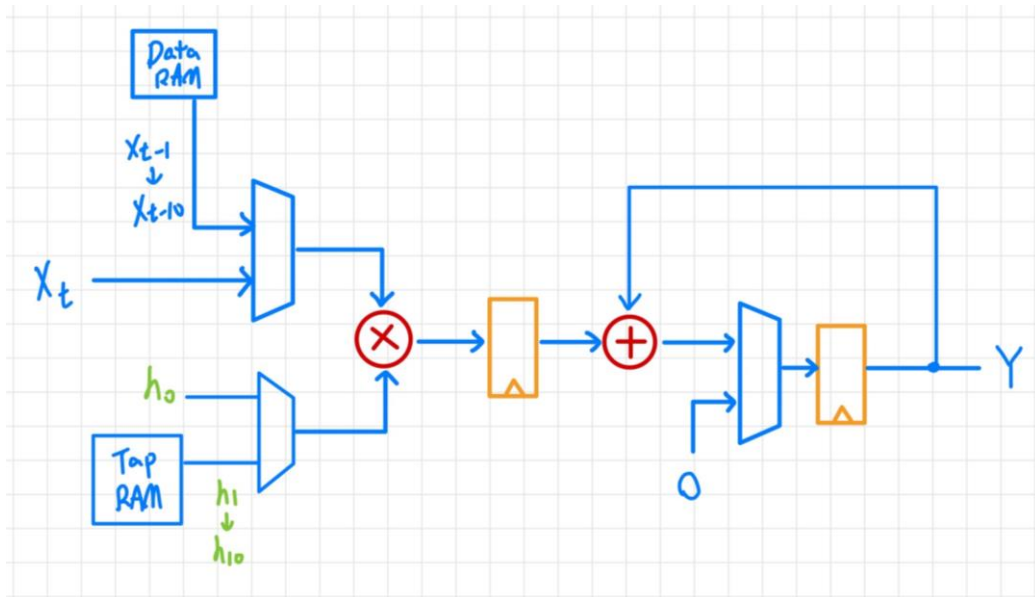 Data
RAM
Xt-1
↓
Xt-10
Xt
h0
Tap
RAM
h1
↓
h10
×
+
0
Y